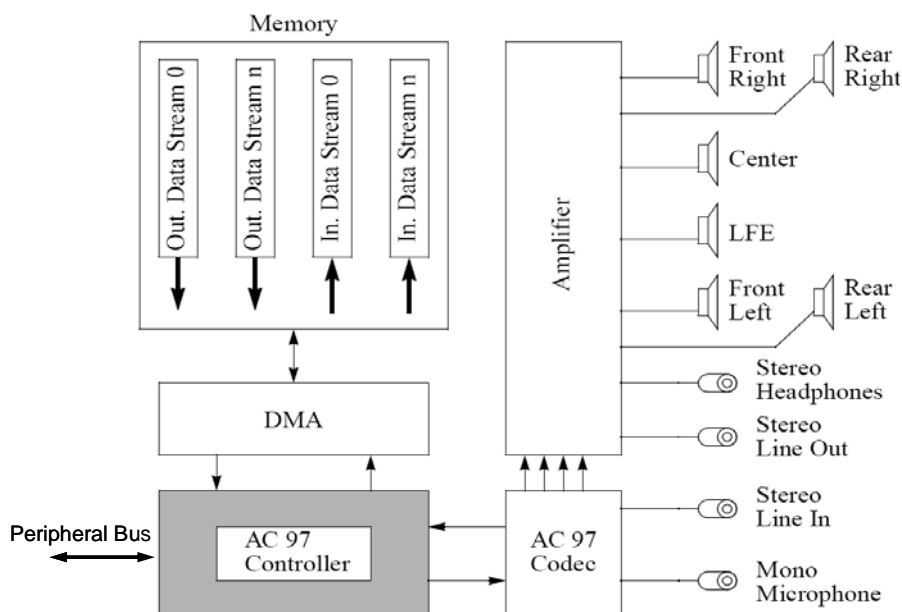 Memory
Out. Data Stream 0
Out. Data Stream n
In. Data Stream 0
In. Data Stream n
DMA
Peripheral Bus
AC 97
Controller
Amplifier
AC 97
Codec
Front
Right
Rear
Right
Center
LFE
Front
Left
Rear
Left
Stereo
Headphones
Stereo
Line Out
Stereo
Line In
Mono
Microphone